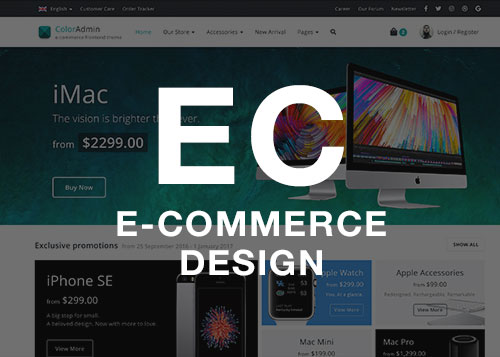 English Customer Care Order Tracker Career Our Forum Newsletter
ColorAdmin Home Our Store Accessories New Arrival Pages 2 Login / Register
e-commerce frontend theme
iMac
The vision is brighter than ever.
from $2299.00
Buy Now
EC
E-COMMERCE
DESIGN
Exclusive promotions from 25 September 2016 - 1 January 2017 SHOW ALL
iPhone SE
from $299.00
A big step for small.
A beloved design. Now with more to love.
View More
Apple Watch
from $299.00
You. At a glance.
View More
Apple Accessories
from $99.00
Redesigned. Rechargeable. Remarkable.
View More
Mac Mini
from $199.00
Mac Pro
from $1,299.00